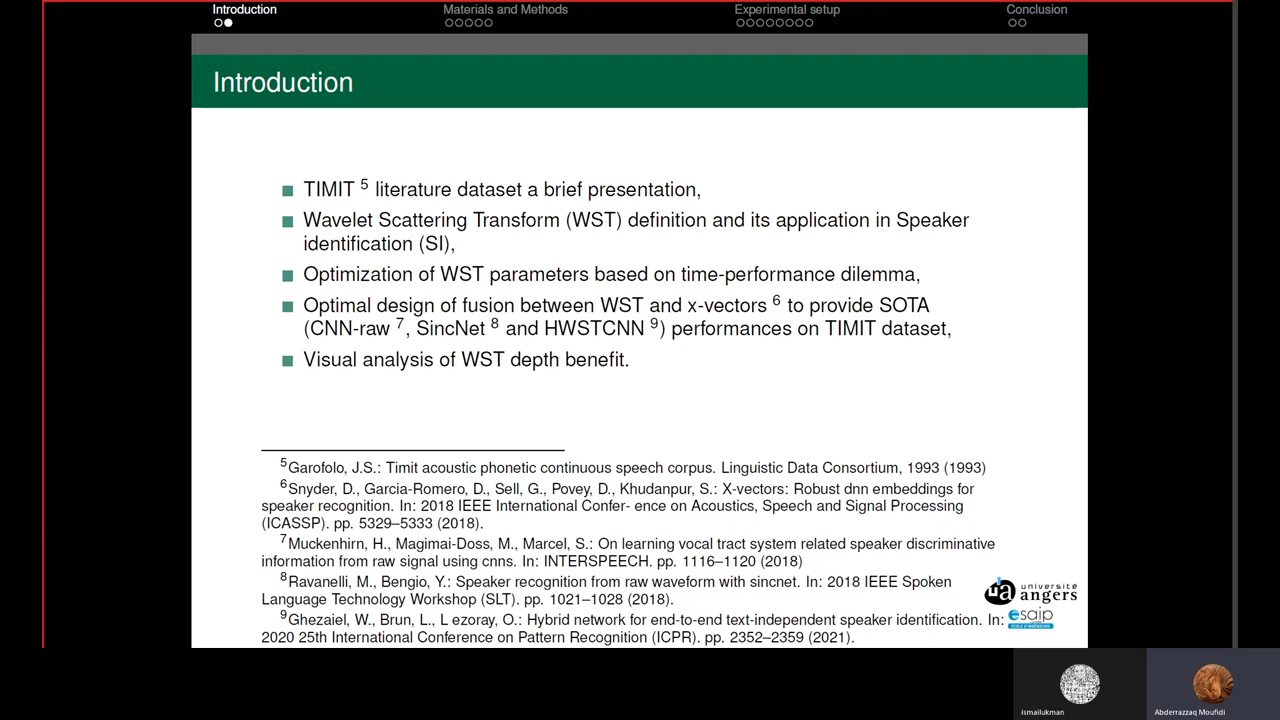 Introduction
Materials and Methods
Experimental setup
Conclusion
Introduction
TIMIT 5 literature dataset a brief presentation,
Wavelet Scattering Transform (WST) definition and its application in Speaker
identification (SI),
Optimization of WST parameters based on time-performance dilemma,
Optimal design of fusion between WST and x-vectors 6 to provide SOTA
(CNN-raw 7, SincNet 8 and HWSTCNN 9) performances on TIMIT dataset,
Visual analysis of WST depth benefit.
5Garofolo, J.S.: Timit acoustic phonetic continuous speech corpus. Linguistic Data Consortium, 1993 (1993)
6Snyder, D., Garcia-Romero, D., Sell, G., Povey, D., Khudanpur, S.: X-vectors: Robust dnn embeddings for
speaker recognition. In: 2018 IEEE International Confer- ence on Acoustics, Speech and Signal Processing
(ICASSP). pp. 5329–5333 (2018).
7Muckenhirn, H., Magimai-Doss, M., Marcel, S.: On learning vocal tract system related speaker discriminative
information from raw signal using cnns. In: INTERSPEECH. pp. 1116–1120 (2018)
8Ravanelli, M., Bengio, Y.: Speaker recognition from raw waveform with sincnet. In: 2018 IEEE Spoken
Language Technology Workshop (SLT). pp. 1021–1028 (2018).
9Ghezaiel, W., Brun, L., L ezoray, O.: Hybrid network for end-to-end text-independent speaker identification. In:
2020 25th International Conference on Pattern Recognition (ICPR). pp. 2352–2359 (2021).
ua université
angers
esaip
ismailukman
Abderrazzaq Moufidi